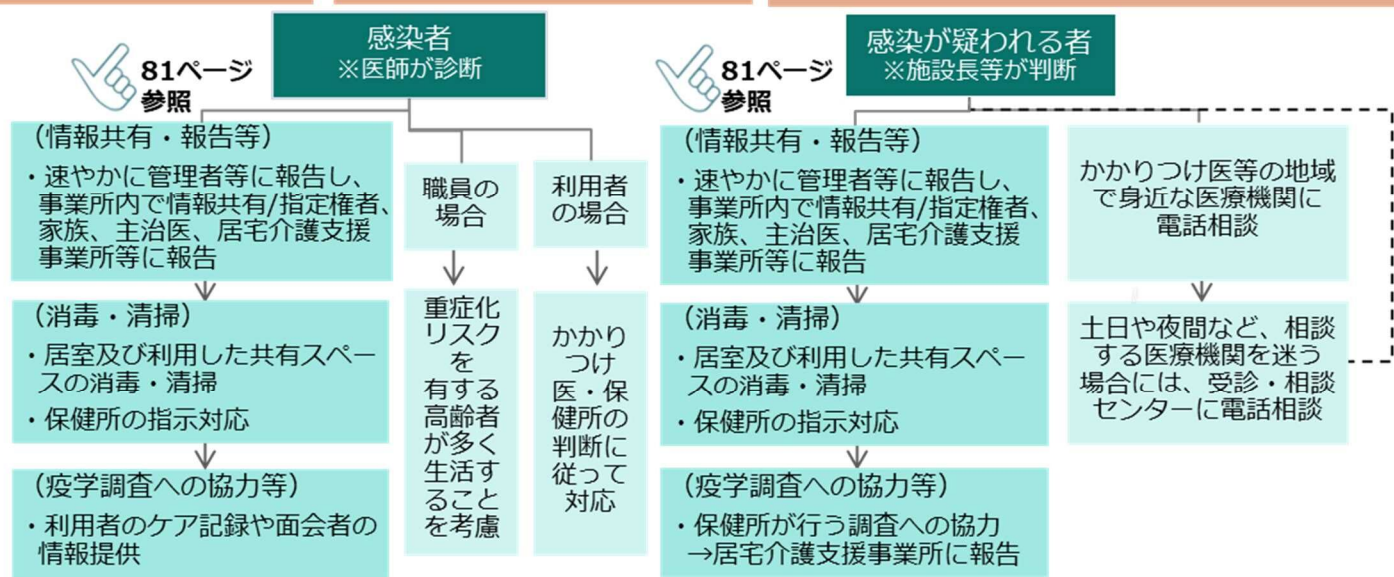 感染者
※医師が診断
81ページ
参照
（情報共有・報告等）
・速やかに管理者等に報告し、
事業所内で情報共有/指定権者、
家族、主治医、居宅介護支援
事業所等に報告
（消毒・清掃）
・居室及び利用した共有スペー
スの消毒・清掃
・保健所の指示対応
（疫学調査への協力等）
・利用者のケア記録や面会者の
情報提供
職員の
場合
重症化
リスク
を
有する
高齢者
が多く
生活す
ること
を考慮
利用者
の場合
かかり
つけ
医・保
健所の
判断に
従って
対応
感染が疑われる者
※施設長等が判断
81ページ
参照
（情報共有・報告等）
・速やかに管理者等に報告し、
事業所内で情報共有/指定権者、
家族、主治医、居宅介護支援
事業所等に報告
（消毒・清掃）
・居室及び利用した共有スペー
スの消毒・清掃
・保健所の指示対応
（疫学調査への協力等）
・保健所が行う調査への協力
→居宅介護支援事業所に報告
かかりつけ医等の地域
で身近な医療機関に
電話相談
土日や夜間など、相談
する医療機関を迷う
場合には、受診・相談
センターに電話相談